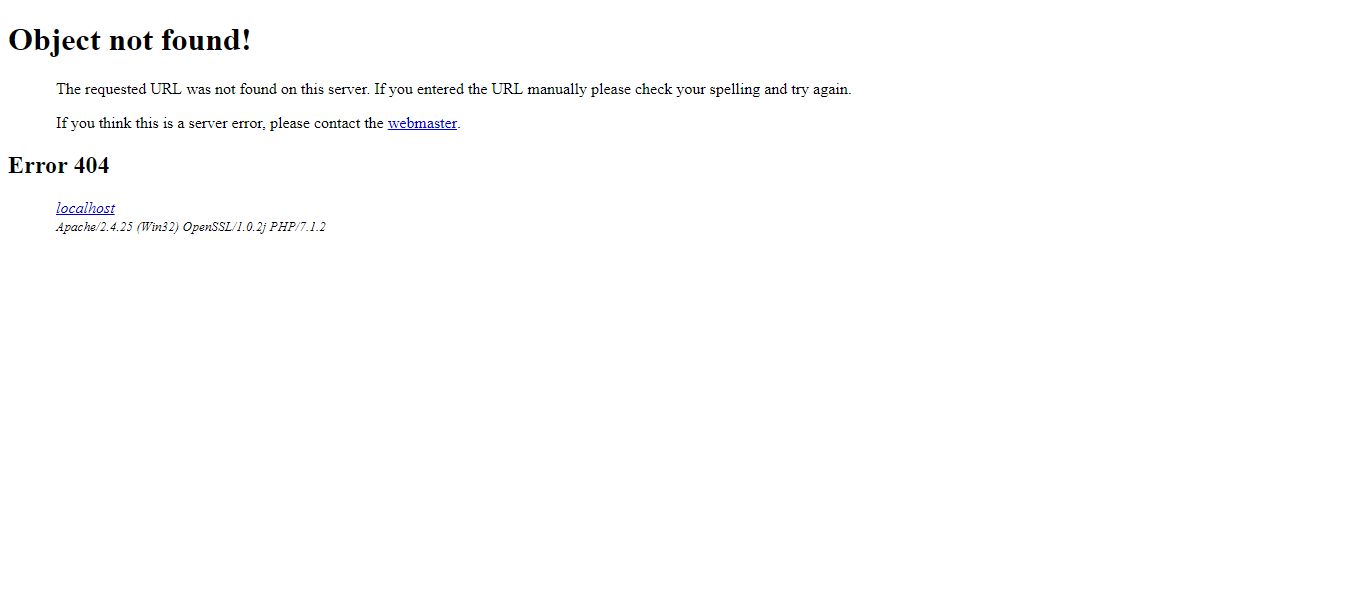 Object not found!
The requested URL was not found on this server. If you entered the URL manually please check your spelling and try again.
If you think this is a server error, please contact the webmaster.
Error 404
localhost
Apache/2.4.25 (Win32) OpenSSL/1.0.2j PHP/7.1.2